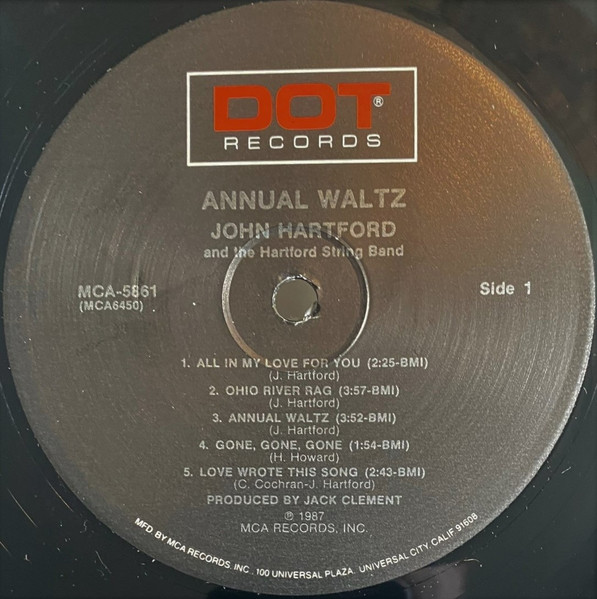 DOT®
RECORDS
ANNUAL WALTZ
JOHN HARTFORD
and the Hartford String Band
MCA-5861
(MCA6450)
Side 1
1. ALL IN MY LOVE FOR YOU (2:25-BMI)
(J. Hartford)
2. OHIO RIVER RAG (3:57-BMI)
(J. Hartford)
3. ANNUAL WALTZ (3:52-BMI)
(J. Hartford)
4. GONE, GONE, GONE (1:54-BMI)
(H. Howard)
5. LOVE WROTE THIS SONG (2:43-BMI)
(C. Cochran-J. Hartford)
PRODUCED BY JACK CLEMENT
℗ 1987
MCA RECORDS, INC.
MFD. BY MCA RECORDS, INC. 100 UNIVERSAL PLAZA. UNIVERSAL CITY, CALIF. 91608